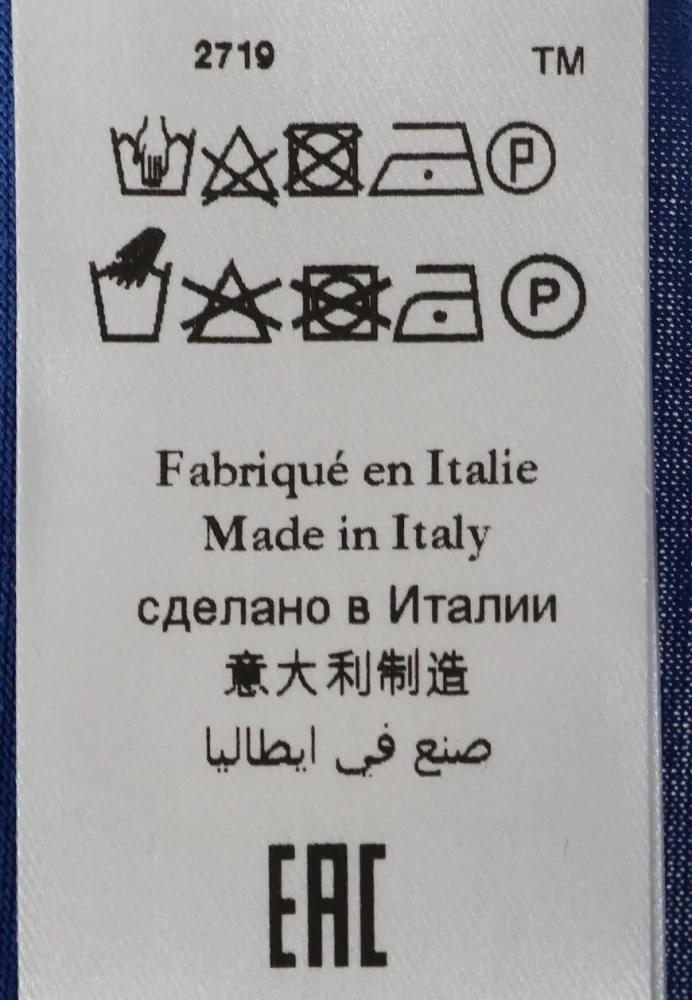 2719 TM
P
P
Fabriqué en Italie
Made in Italy
сделано в Италии
意大利制造
صنع في ايطاليا
EAC